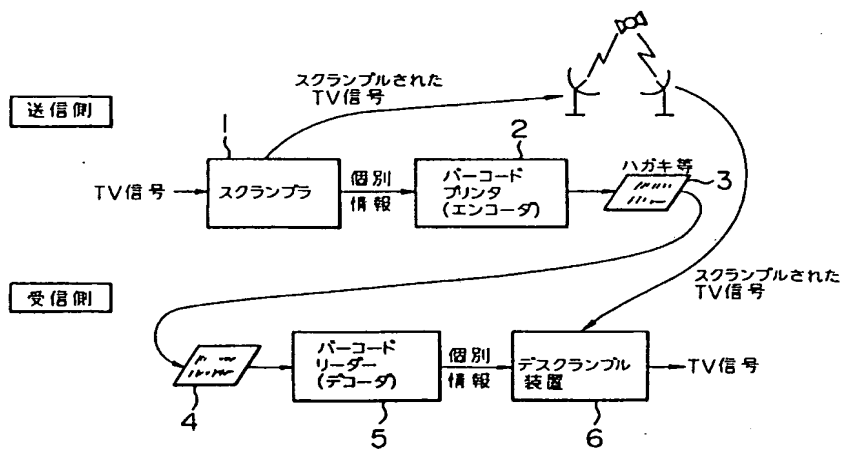 スクランブルされた
TV信号
送信側
1
2
ハガキ等
3
TV信号
スクランブラ
個別
情報
バーコード
プリンタ
(エンコーダ)
スクランブルされた
TV信号
受信側
バーコード
リーダー
(デコーダ)
個別
情報
デスクランブル
装置
TV信号
4
5
6